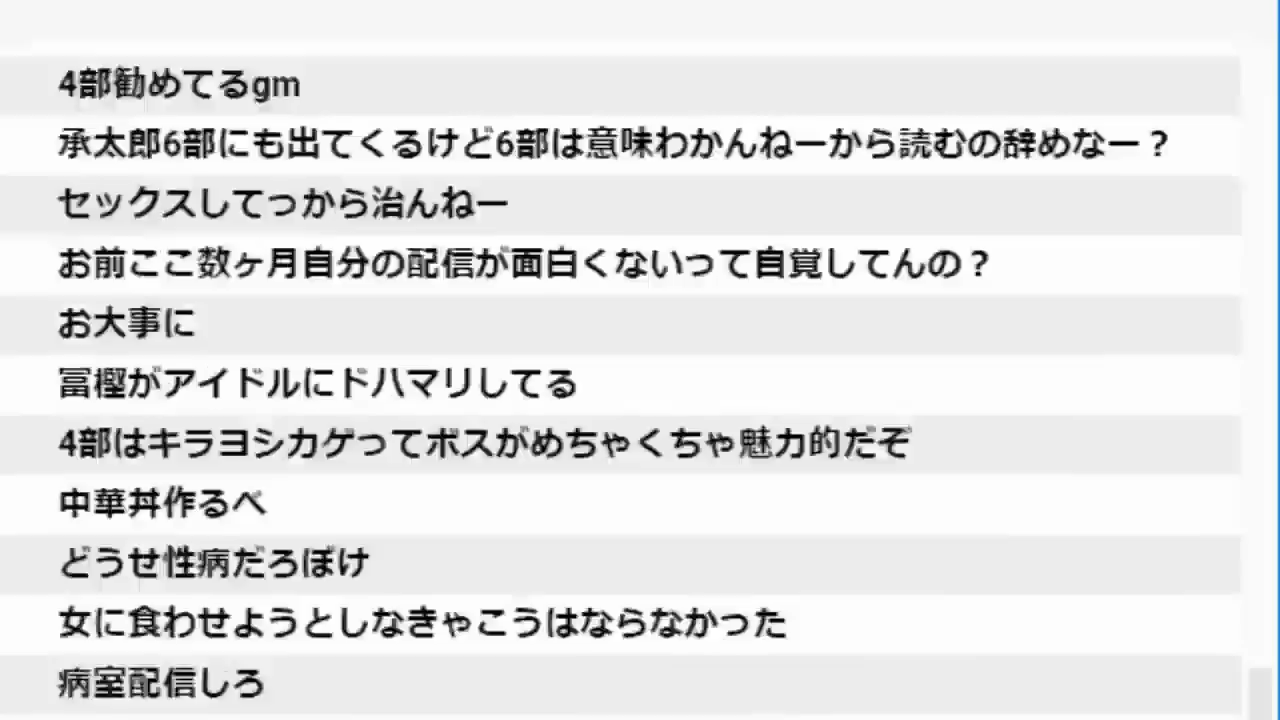 4部勧めてるgm
承太郎6部にも出てくるけど6部は意味わかんねーから読むの辞めなー？
セックスしてっから治んねー
お前ここ数ヶ月自分の配信が面白くないって自覚してんの？
お大事に
冨樫がアイドルにドハマリしてる
4部はキラヨシカゲってボスがめちゃくちゃ魅力的だぞ
中華丼作るべ
どうせ性病だろぼけ
女に食わせようとしなきゃこうはならなかった
病室配信しろ